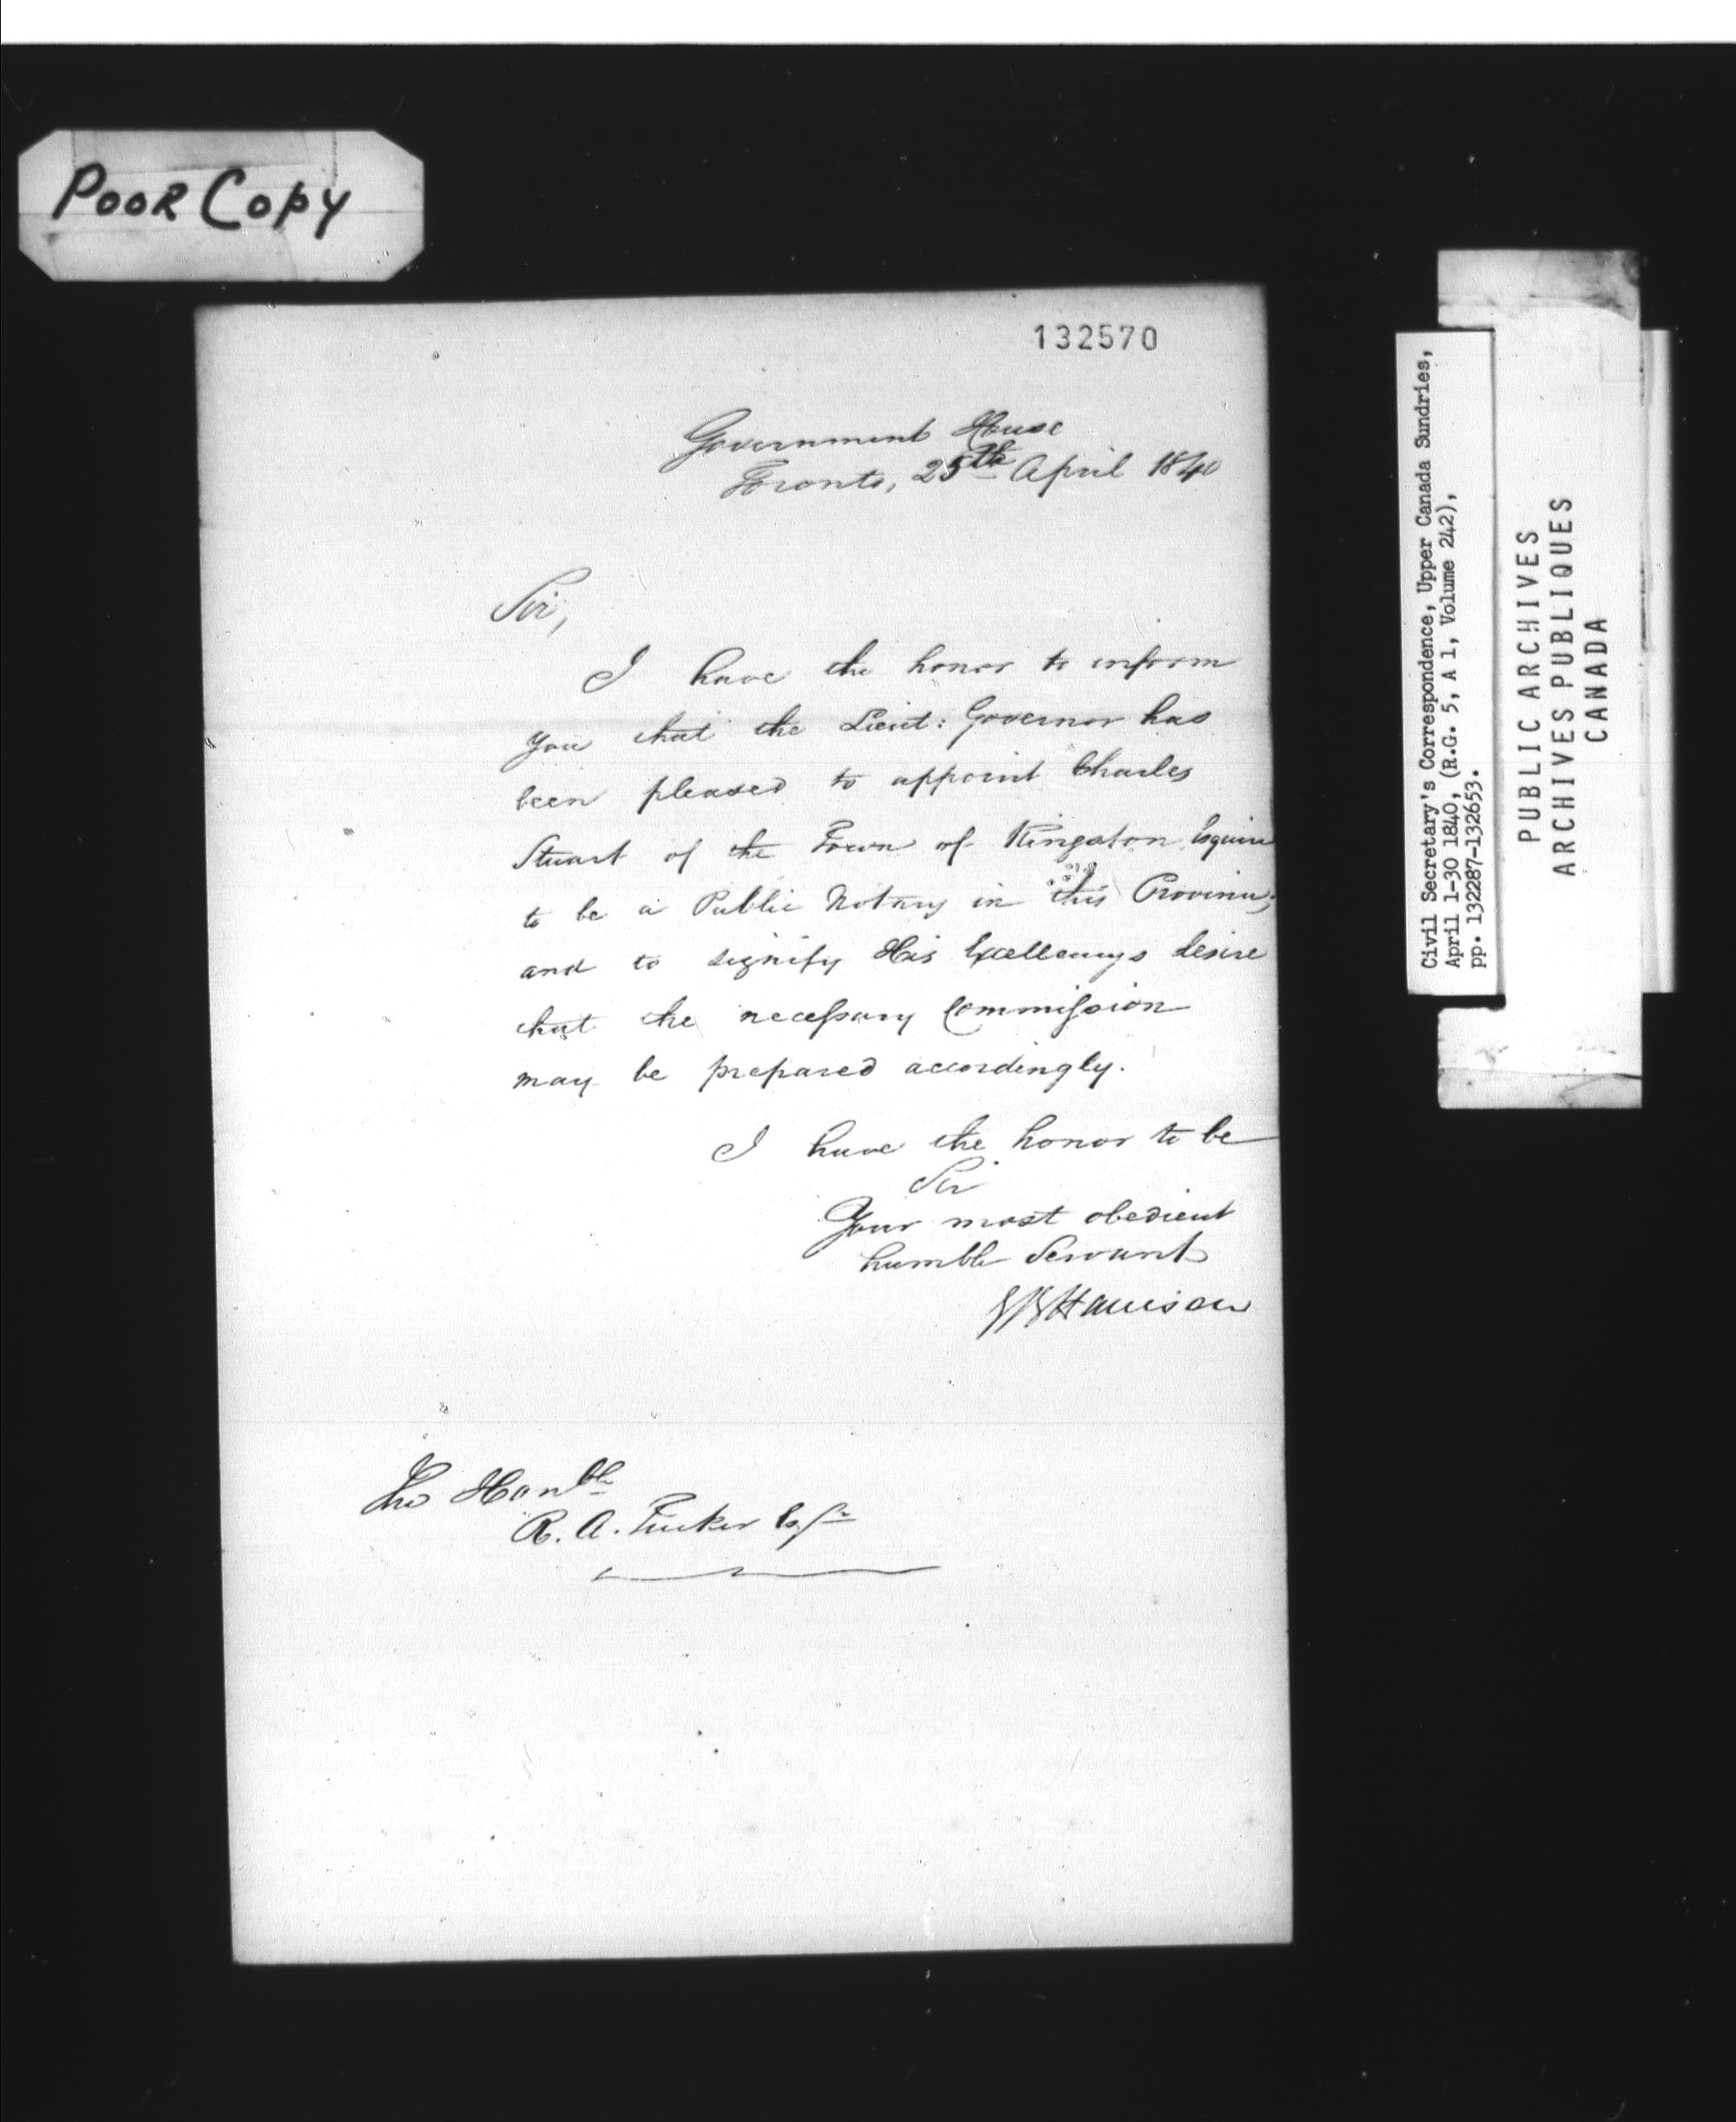 POOR COPY
132570
Government House
Toronto, 25th April 1840
Sir,
I have the honor to inform
you that the Lieut: Governor has
been pleased to appoint Charles
Stuart of the Town of Kingston Esquire
to be a Public Notary in this Province;
and to signify His Excellencys desire
that the necessary Commission
may be prepared accordingly.
I have the honor to be
Sir
Your most obedient
humble Servant
SBHarrison
The Honble
R. A. Tucker Esqr
Civil Secretary's Correspondence, Upper Canada Sundries,
April 1-30 1840, (R.G. 5, A 1, Volume 242),
pp. 132287-132653.
PUBLIC ARCHIVES
ARCHIVES PUBLIQUES
CANADA